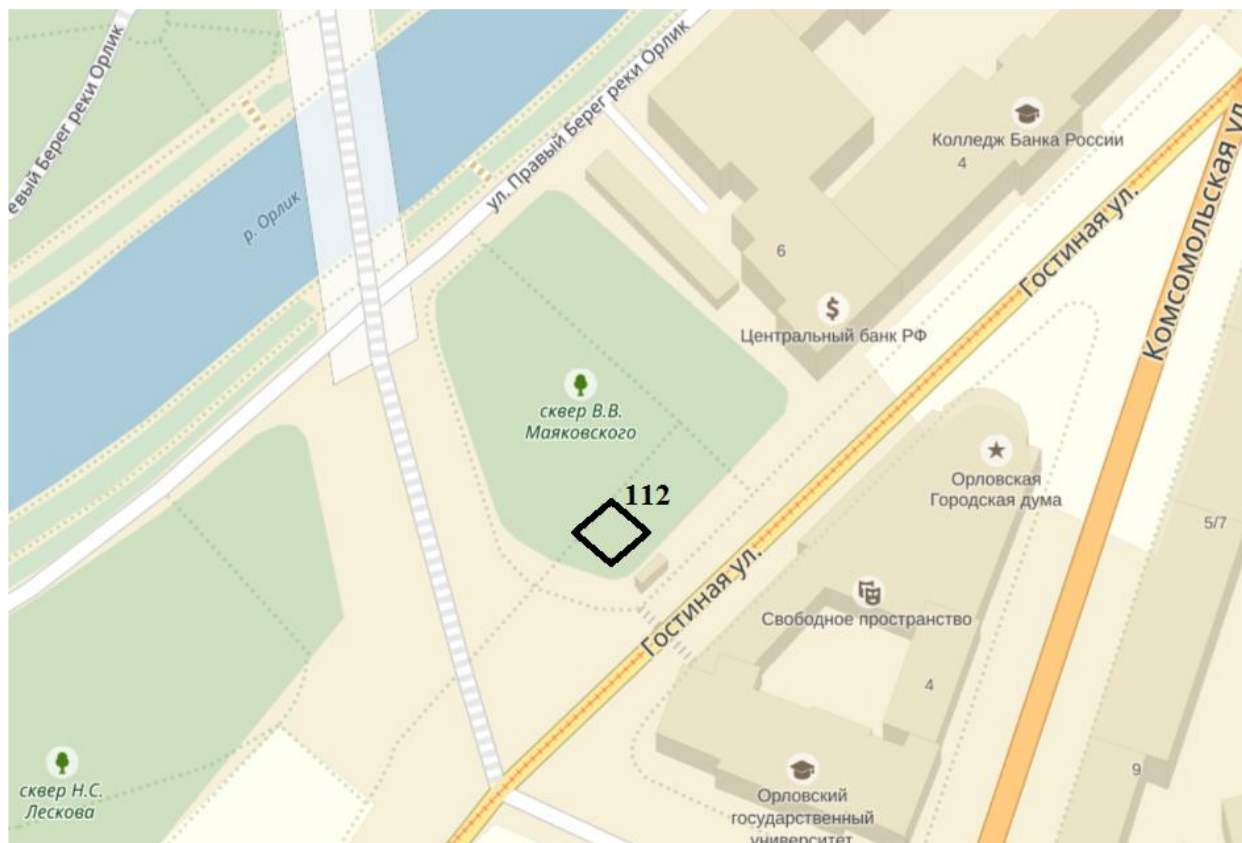 евый Берег реки Орлик
р. Орлик
ул. Правый Берег реки Орлик
Колледж Банка России
4
6
Центральный банк РФ
Гостиная ул.
Комсомольская ул.
сквер В.В.
Маяковского
112
Орловская
Городская дума
5/7
Гостиная ул.
Свободное пространство
4
9
сквер Н.С.
Лескова
Орловский
государственный
университет